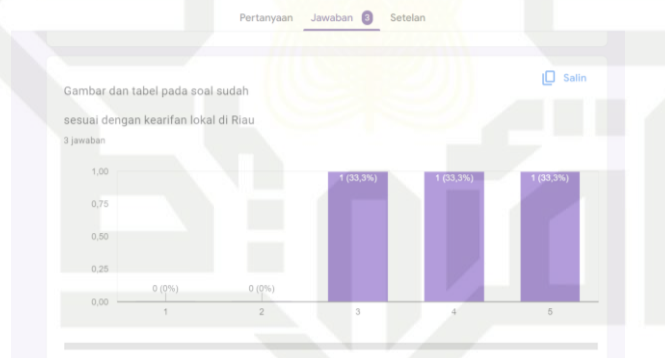 Pertanyaan Jawaban 3 Setelan
Salin
Gambar dan tabel pada soal sudah
sesuai dengan kearifan lokal di Riau
3 jawaban
1,00
1 (33,3%) 1 (33,3%) 1 (33,3%)
0,75
0,50
0,25
0 (0%) 0 (0%)
0,00
1 2 3 4 5